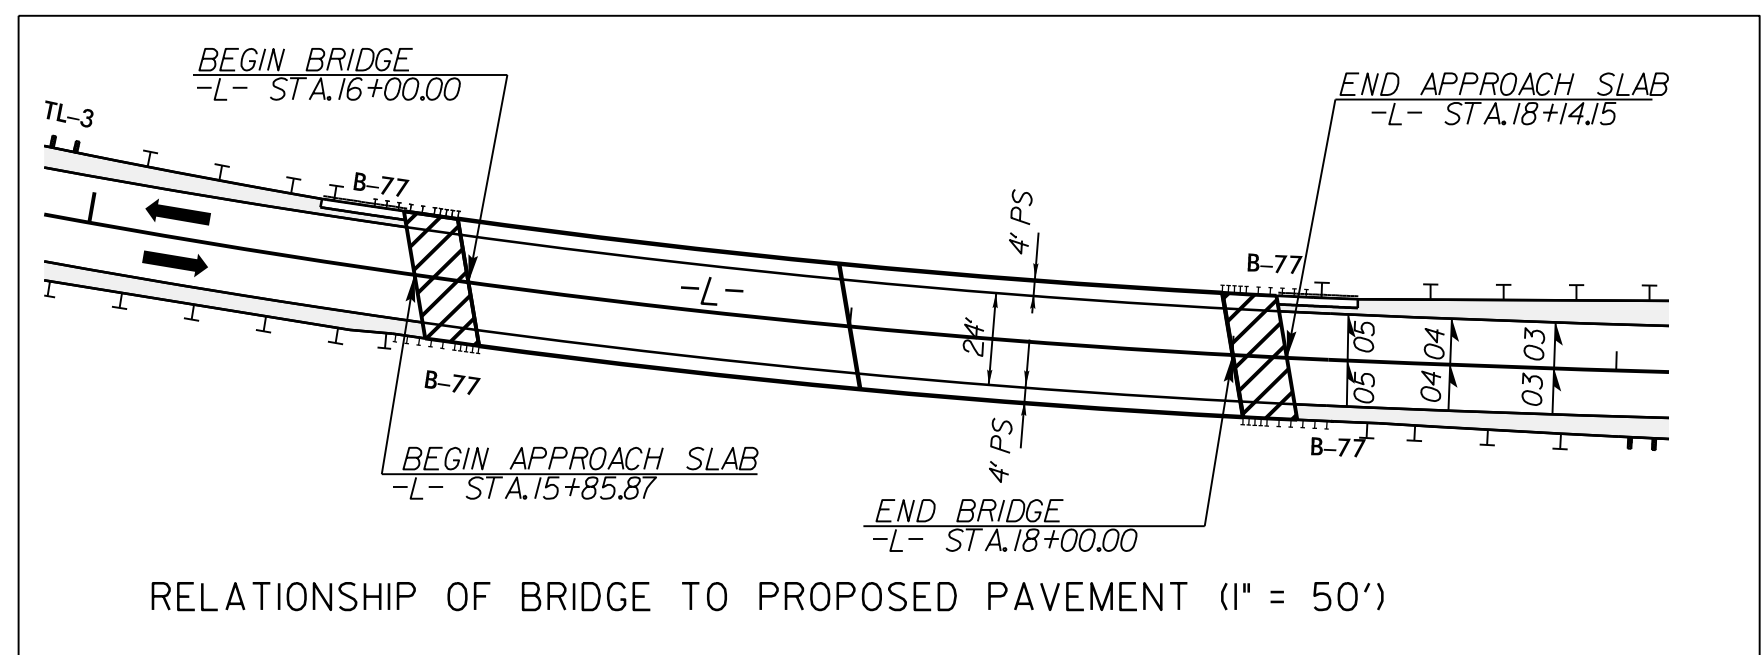 BEGIN BRIDGE
-L- STA.16+00.00
END APPROACH SLAB
-L- STA.18+14.15
TL-3
B-77
4' PS
B-77
-L-
24'
05
04
03
05
04
03
B-77
4' PS
B-77
BEGIN APPROACH SLAB
-L- STA.15+85.87
END BRIDGE
-L- STA.18+00.00
RELATIONSHIP OF BRIDGE TO PROPOSED PAVEMENT (1" = 50')